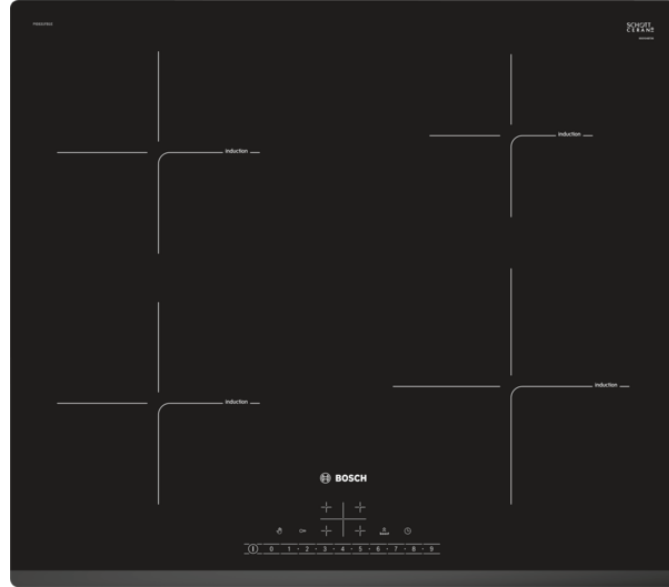 SCHOTT
CERAN®
induction
induction
induction
induction
BOSCH
0 1 · 2 · 3 · 4 · 5 · 6 · 7 · 8 · 9